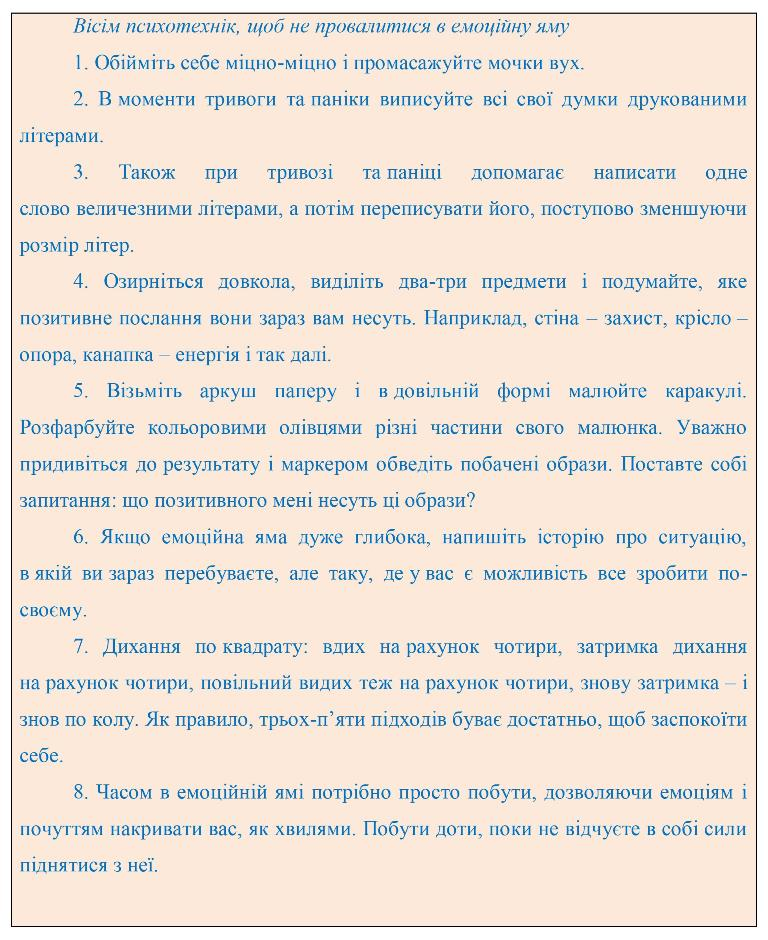 Вісім психотехнік, щоб не провалитися в емоційну яму
1. Обійміть себе міцно-міцно і промасажуйте мочки вух.
2. В моменти тривоги та паніки виписуйте всі свої думки друкованими
літерами.
3. Також при тривозі та паніці допомагає написати одне
слово величезними літерами, а потім переписувати його, поступово зменшуючи
розмір літер.
4. Озирніться довкола, виділіть два-три предмети і подумайте, яке
позитивне послання вони зараз вам несуть. Наприклад, стіна – захист, крісло –
опора, канапка – енергія і так далі.
5. Візьміть аркуш паперу і в довільній формі малюйте каракулі.
Розфарбуйте кольоровими олівцями різні частини свого малюнка. Уважно
придивіться до результату і маркером обведіть побачені образи. Поставте собі
запитання: що позитивного мені несуть ці образи?
6. Якщо емоційна яма дуже глибока, напишіть історію про ситуацію,
в якій ви зараз перебуваєте, але таку, де у вас є можливість все зробити по-
своєму.
7. Дихання по квадрату: вдих на рахунок чотири, затримка дихання
на рахунок чотири, повільний видих теж на рахунок чотири, знову затримка – і
знов по колу. Як правило, трьох-п’яти підходів буває достатньо, щоб заспокоїти
себе.
8. Часом в емоційній ямі потрібно просто побути, дозволяючи емоціям і
почуттям накривати вас, як хвилями. Побути доти, поки не відчуєте в собі сили
піднятися з неї.